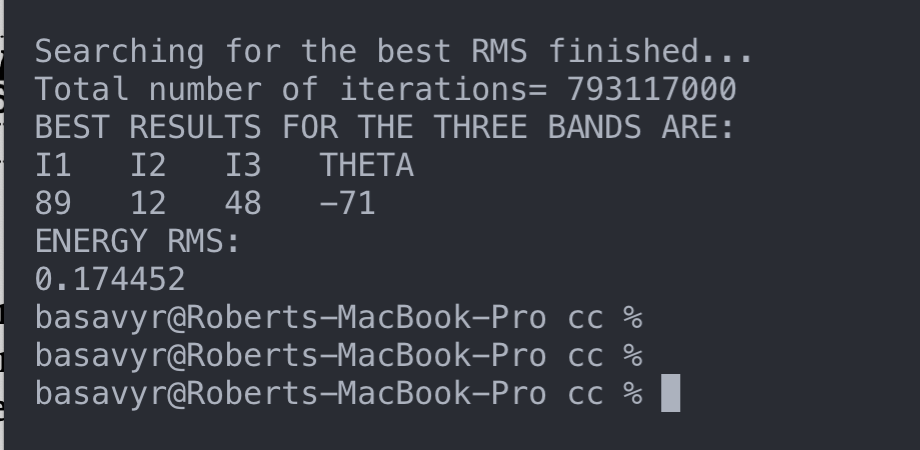 Searching for the best RMS finished...
Total number of iterations= 793117000
BEST RESULTS FOR THE THREE BANDS ARE:
I1   I2   I3   THETA
89   12   48   −71
ENERGY RMS:
0.174452
basavyr@Roberts−MacBook−Pro cc %
basavyr@Roberts−MacBook−Pro cc %
basavyr@Roberts−MacBook−Pro cc %